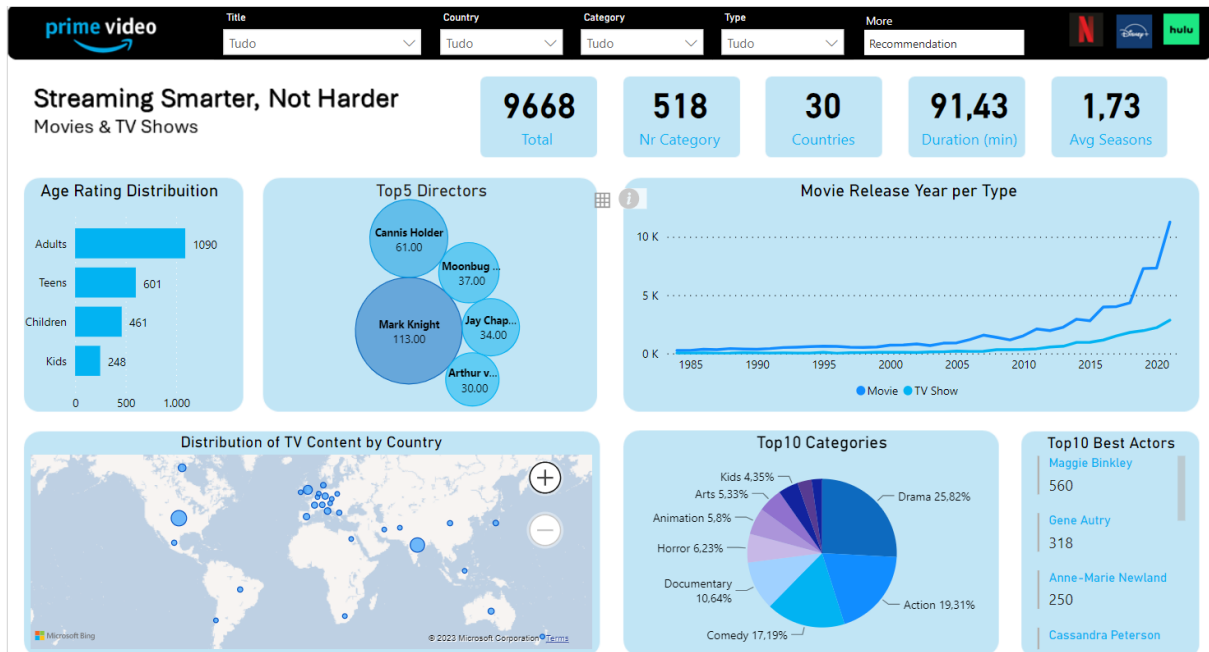 prime video
Title
Tudo
Country
Tudo
Category
Tudo
Type
Tudo
More
Recommendation
N
Disney+
hulu
Streaming Smarter, Not Harder
Movies & TV Shows
9668
Total
518
Nr Category
30
Countries
91,43
Duration (min)
1,73
Avg Seasons
Age Rating Distribuition
Adults
1090
Teens
601
Children
461
Kids
248
0
500
1.000
Top5 Directors
Cannis Holder
61.00
Moonbug ...
37.00
Mark Knight
113.00
Jay Chap...
34.00
Arthur v...
30.00
i
Movie Release Year per Type
10 K
5 K
0 K
1985
1990
1995
2000
2005
2010
2015
2020
Movie
TV Show
Distribution of TV Content by Country
+
Microsoft Bing
© 2023 Microsoft Corporation
Terms
Top10 Categories
Kids 4,35%
Arts 5,33%
Animation 5,8%
Horror 6,23%
Documentary
10,64%
Comedy 17,19%
Drama 25,82%
Action 19,31%
Top10 Best Actors
Maggie Binkley
560
Gene Autry
318
Anne-Marie Newland
250
Cassandra Peterson